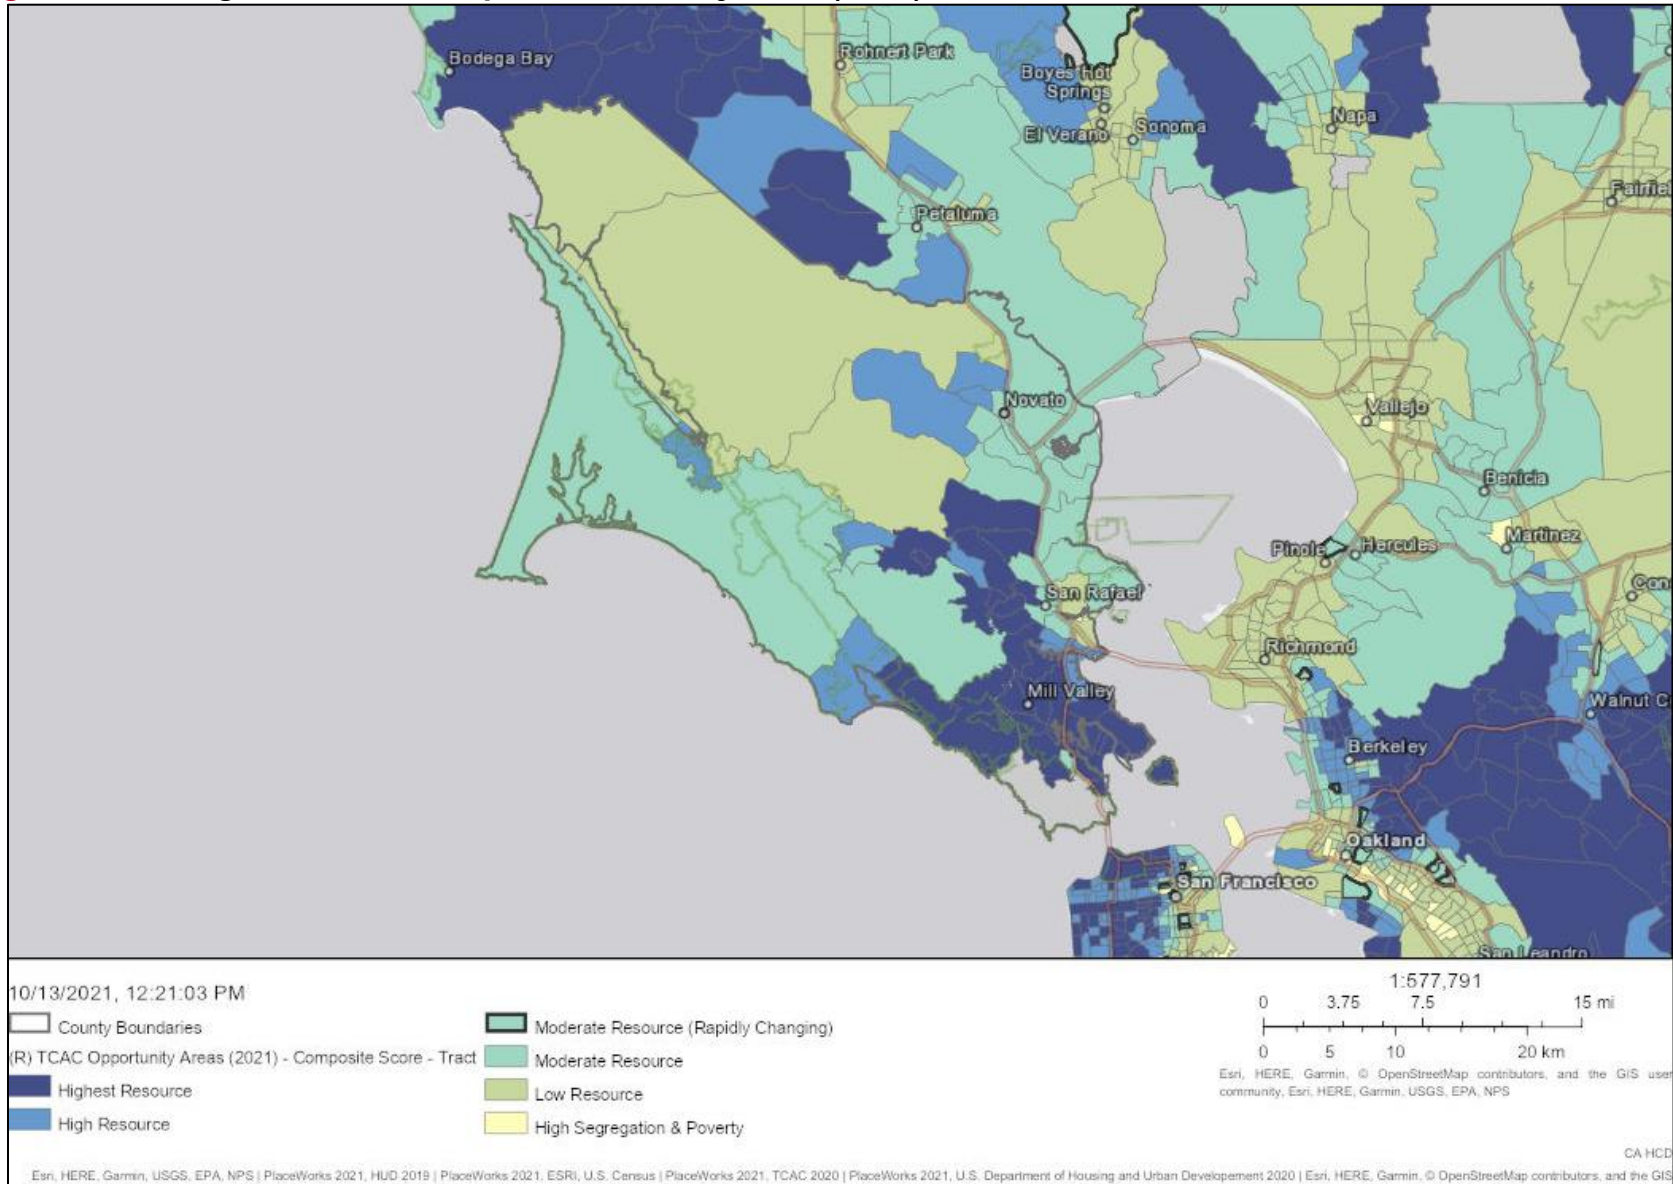 Bodega Bay
Rohnert Park
Boyes Hot
Springs
El Verano
Sonoma
Napa
Fairfie
Petaluma
Novato
Vallejo
Benicia
Martinez
Pinole
Hercules
Con
San Rafael
Richmond
Mill Valley
Walnut C
Berkeley
Oakland
San Francisco
San Leandro
10/13/2021, 12:21:03 PM
County Boundaries
(R) TCAC Opportunity Areas (2021) - Composite Score - Tract
Highest Resource
High Resource
Moderate Resource (Rapidly Changing)
Moderate Resource
Low Resource
High Segregation & Poverty
1:577,791
0 3.75 7.5 15 mi
0 5 10 20 km
Esri, HERE, Garmin, © OpenStreetMap contributors, and the GIS user
community, Esri, HERE, Garmin, USGS, EPA, NPS
CA HCD
Esri, HERE, Garmin, USGS, EPA, NPS | PlaceWorks 2021, HUD 2019 | PlaceWorks 2021, ESRI, U.S. Census | PlaceWorks 2021, TCAC 2020 | PlaceWorks 2021, U.S. Department of Housing and Urban Developement 2020 | Esri, HERE, Garmin, © OpenStreetMap contributors, and the GIS